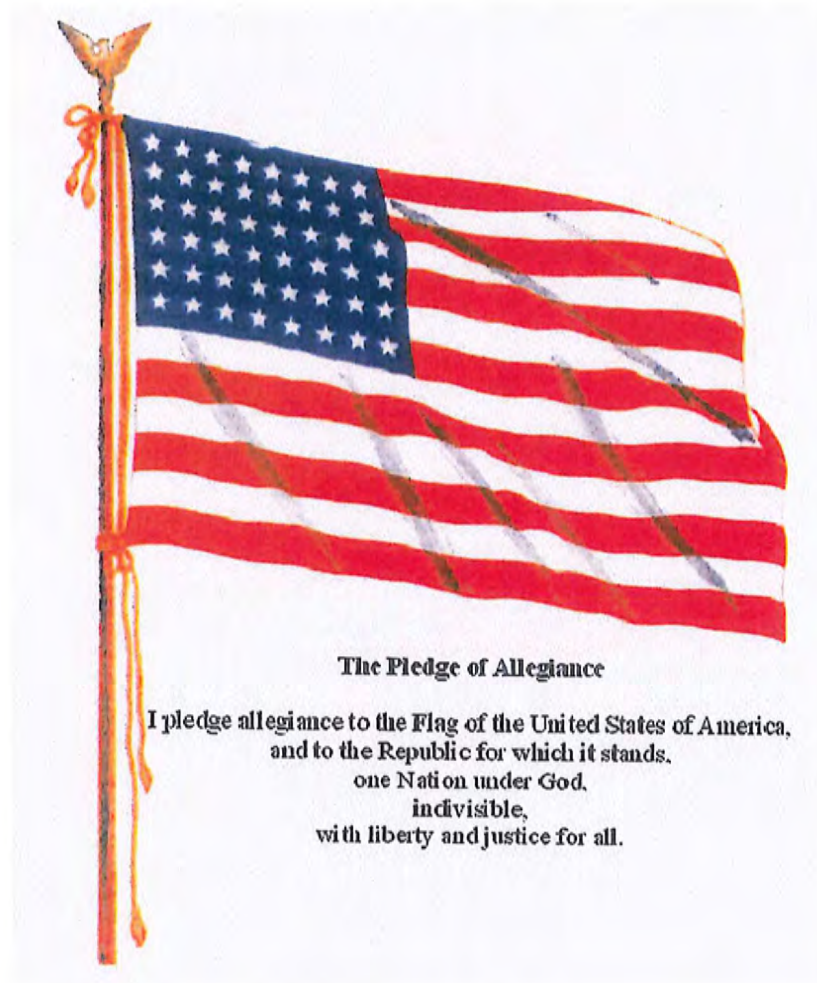 The Pledge of Allegiance
I pledge allegiance to the Flag of the United States of America,
and to the Republic for which it stands,
one Nation under God,
indivisible,
with liberty and justice for all.